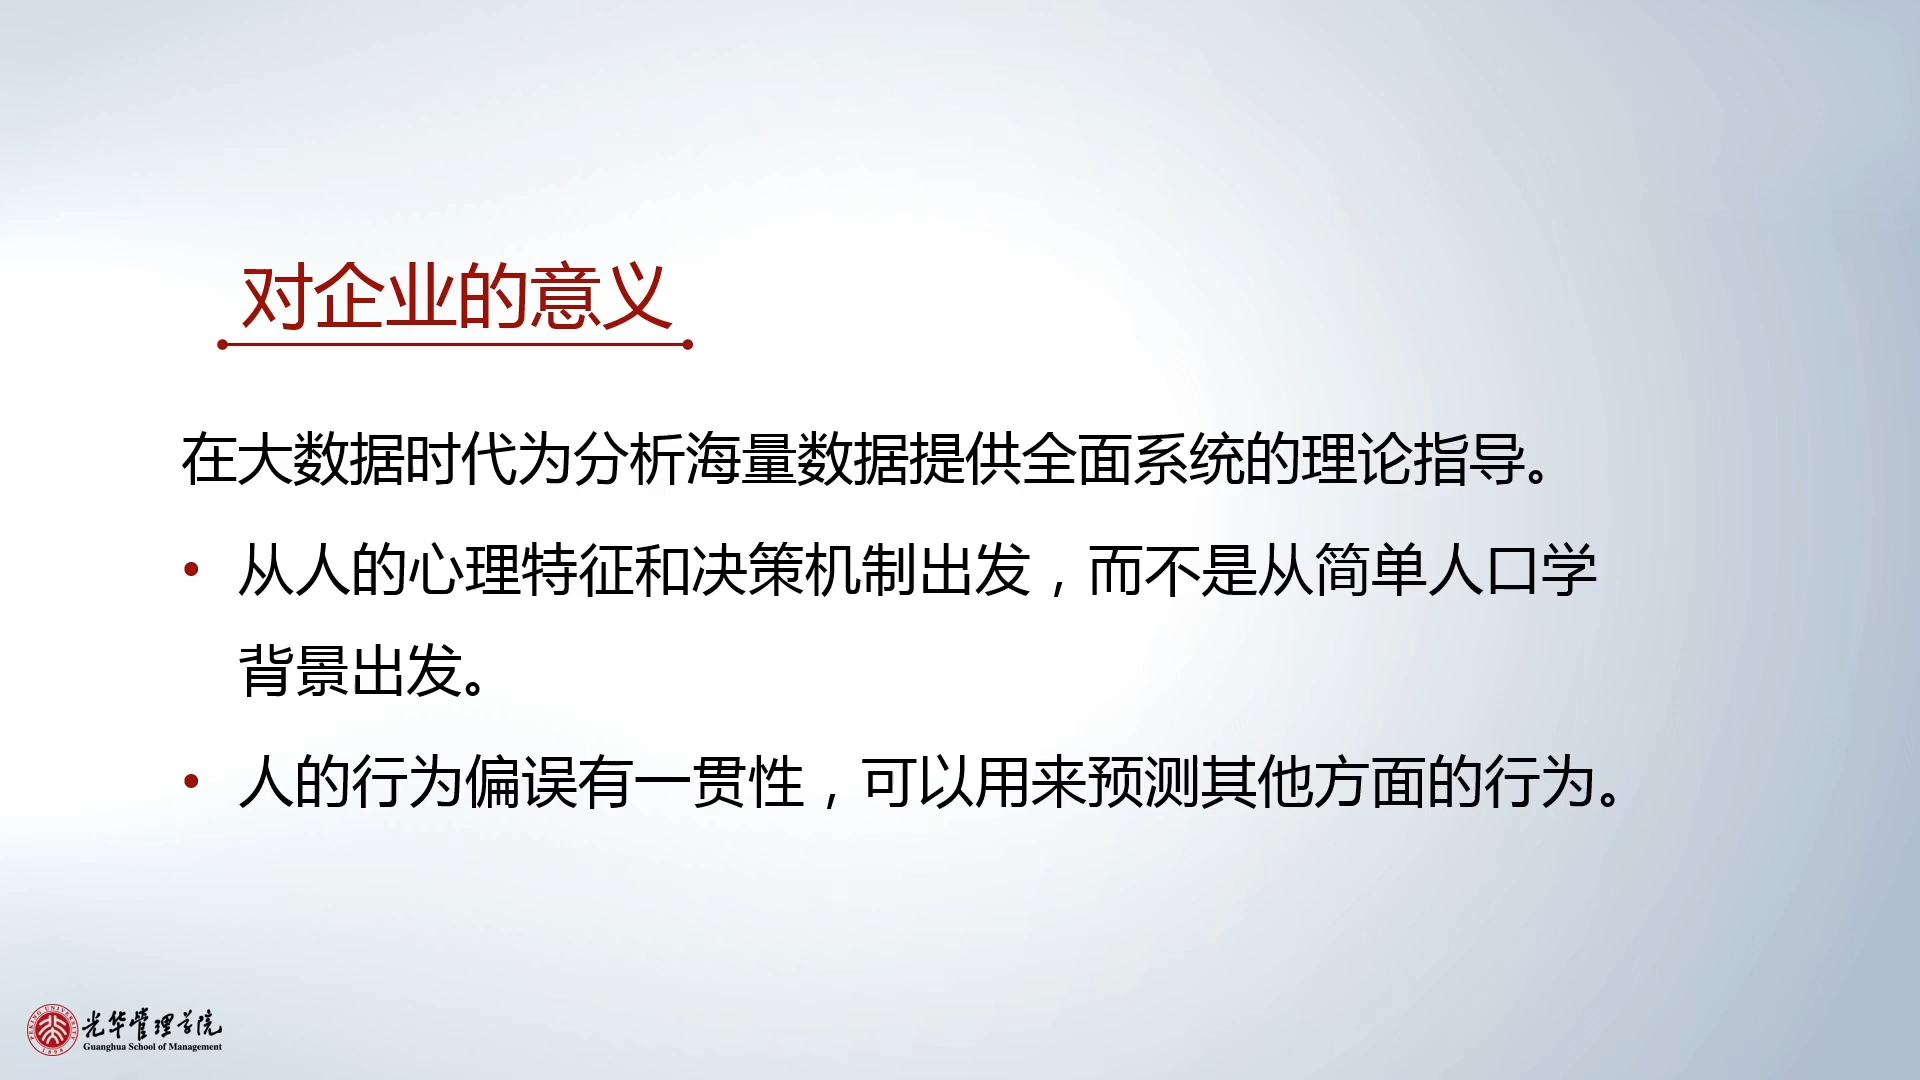 对企业的意义
在大数据时代为分析海量数据提供全面系统的理论指导。
• 从人的心理特征和决策机制出发，而不是从简单人口学
背景出发。
• 人的行为偏误有一贯性，可以用来预测其他方面的行为。
PEKING UNIVERSITY
1898
光华管理学院
Guanghua School of Management